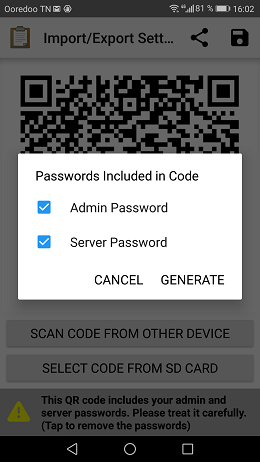 Ooredoo TN 81 % 16:02
Import/Export Sett…
Passwords Included in Code
Admin Password
Server Password
CANCEL GENERATE
SCAN CODE FROM OTHER DEVICE
SELECT CODE FROM SD CARD
This QR code includes your admin and
server passwords. Please treat it carefully.
(Tap to remove the passwords)